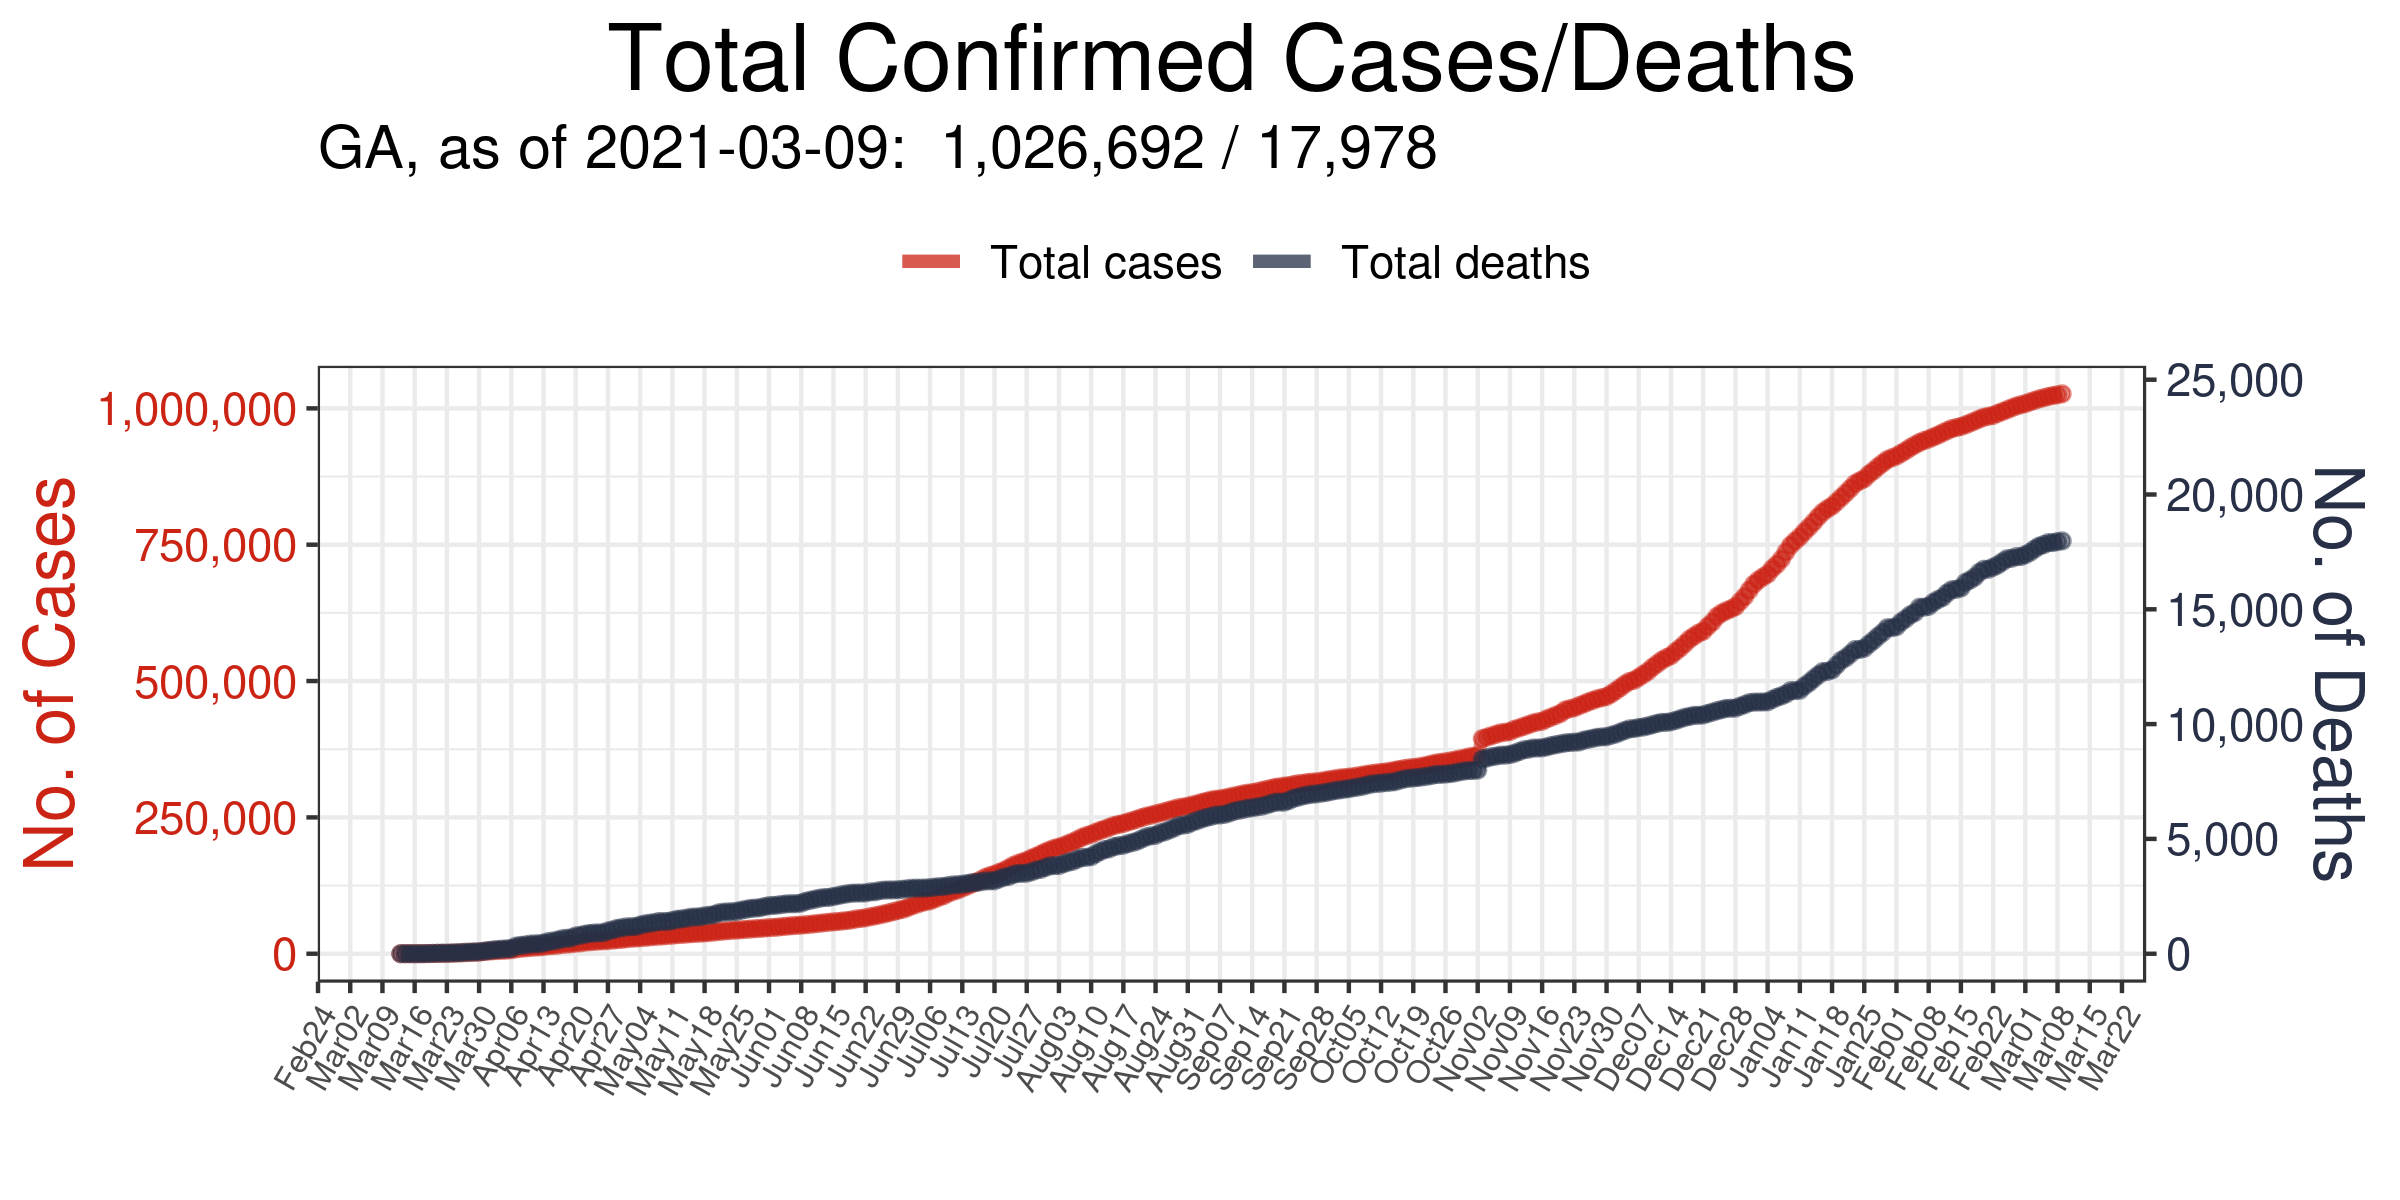 Total Confirmed Cases/Deaths
GA, as of 2021-03-09:  1,026,692 / 17,978
Total cases
Total deaths
No. of Cases
1,000,000
750,000
500,000
250,000
0
25,000
20,000
15,000
10,000
5,000
0
No. of Deaths
Feb24
Mar02
Mar09
Mar16
Mar23
Mar30
Apr06
Apr13
Apr20
Apr27
May04
May11
May18
May25
Jun01
Jun08
Jun15
Jun22
Jun29
Jul06
Jul13
Jul20
Jul27
Aug03
Aug10
Aug17
Aug24
Aug31
Sep07
Sep14
Sep21
Sep28
Oct05
Oct12
Oct19
Oct26
Nov02
Nov09
Nov16
Nov23
Nov30
Dec07
Dec14
Dec21
Dec28
Jan04
Jan11
Jan18
Jan25
Feb01
Feb08
Feb15
Feb22
Mar01
Mar08
Mar15
Mar22